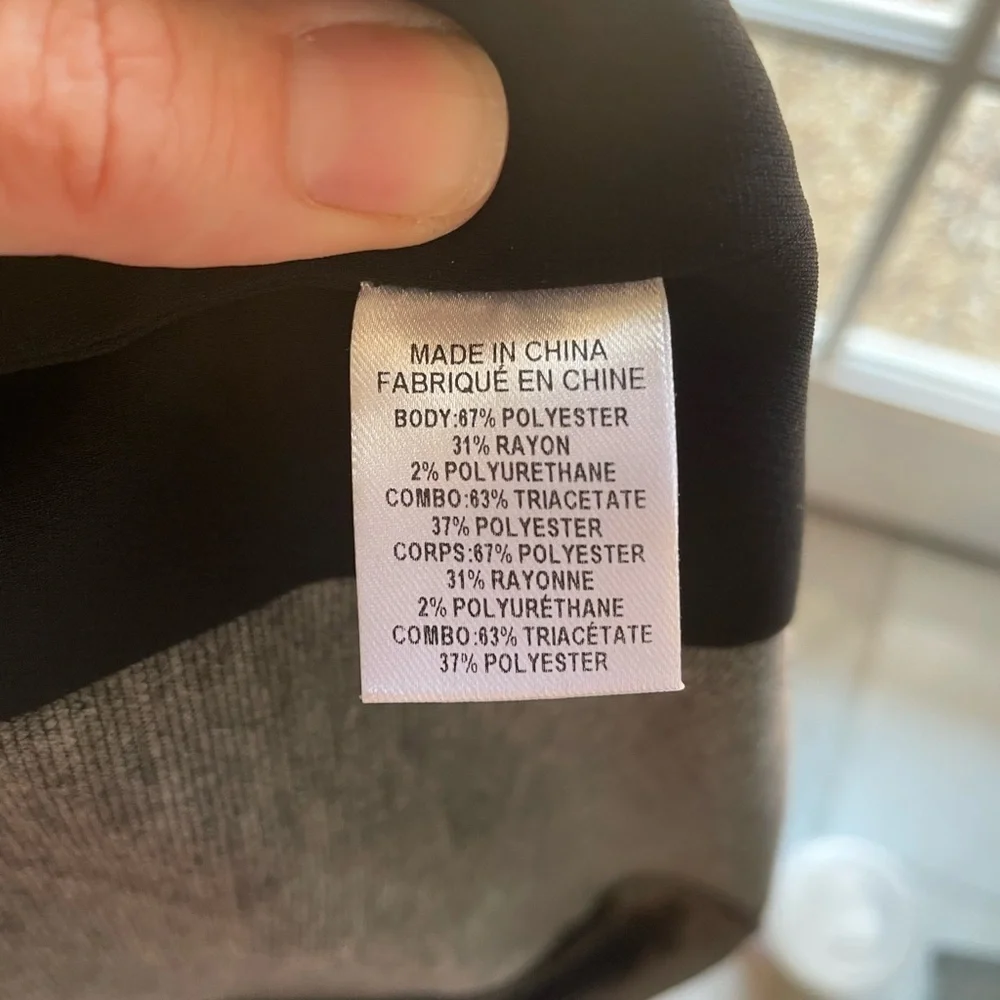 MADE IN CHINA
FABRIQUÉ EN CHINE
BODY:67% POLYESTER
31% RAYON
2% POLYURETHANE
COMBO:63% TRIACETATE
37% POLYESTER
CORPS:67% POLYESTER
31% RAYONNE
2% POLYURÉTHANE
COMBO:63% TRIACÉTATE
37% POLYESTER